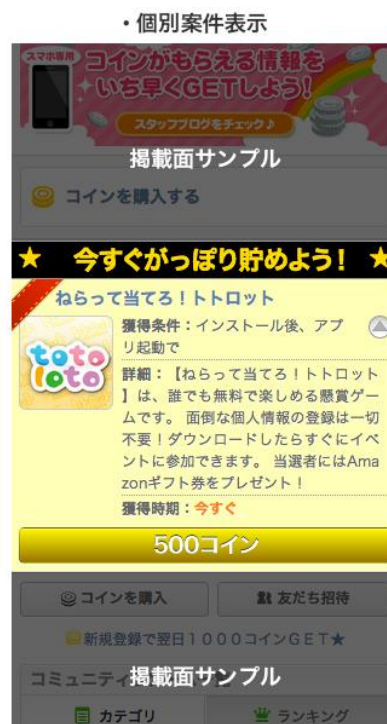 ・個別案件表示
スマホ専用
コインがもらえる情報を
いち早くGETしよう!
スタッフブログをチェック♪
掲載面サンプル
コインを購入する
★ 今すぐがっぽり貯めよう! ★
ねらって当てろ!トトロット
toto
loto
獲得条件:インストール後、アプ
リ起動で
詳細:【ねらって当てろ!トトロット
】は、誰でも無料で楽しめる懸賞ゲー
ムです。 面倒な個人情報の登録は一切
不要!ダウンロードしたらすぐにイベ
ントに参加できます。 当選者にはAma
zonギフト券をプレゼント!
獲得時期:今すぐ
500コイン
コインを購入
友だち招待
新規登録で翌日1000コインGET★
コミュニティ
掲載面サンプル
カテゴリ
ランキング